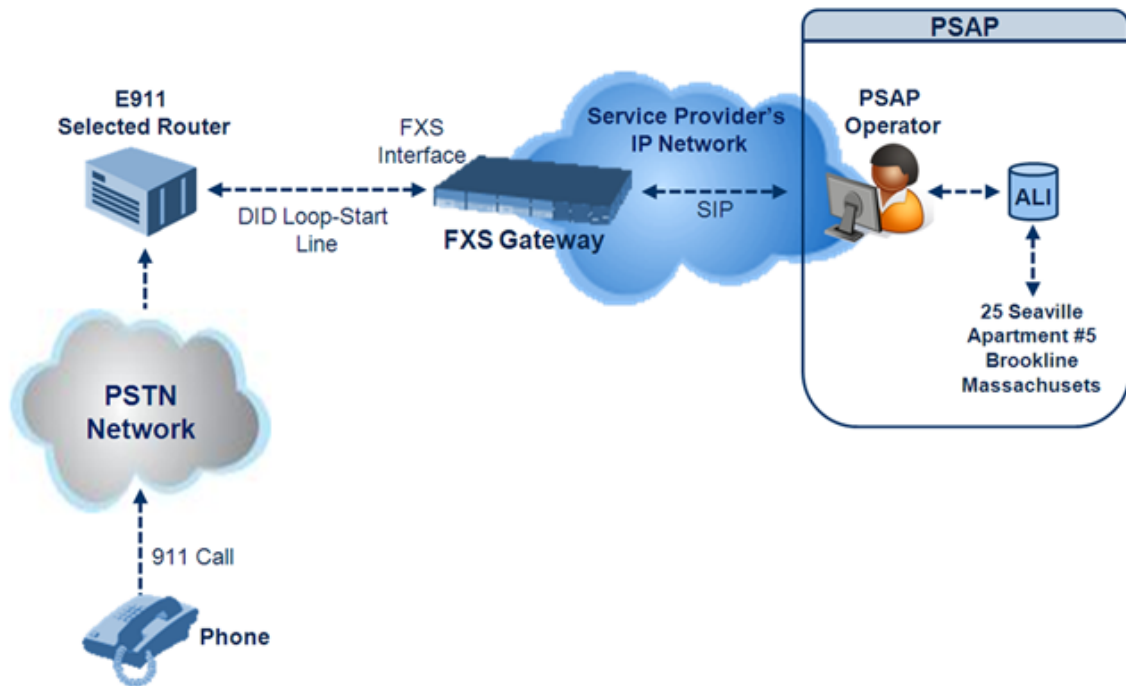 PSAP
E911
Selected Router
FXS
Interface
Service Provider's
IP Network
PSAP
Operator
DID Loop-Start
Line
FXS Gateway
SIP
ALI
25 Seaville
Apartment #5
Brookline
Massachusets
PSTN
Network
911 Call
Phone